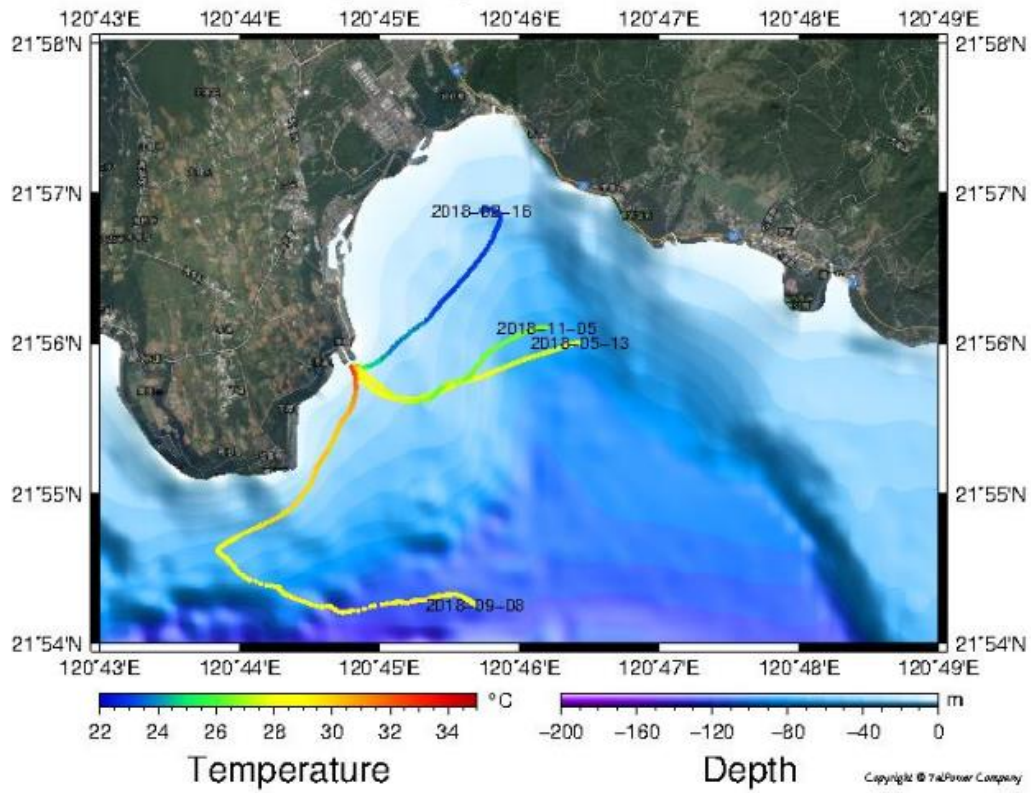 120°43'E 120°44'E 120°45'E 120°46'E 120°47'E 120°48'E 120°49'E
21°58'N 21°58'N
21°57'N 21°57'N
2018-02-16
2018-11-05
21°56'N 2018-05-13 21°56'N
21°55'N 21°55'N
2018-09-08
21°54'N 21°54'N
120°43'E 120°44'E 120°45'E 120°46'E 120°47'E 120°48'E 120°49'E
°C m
22 24 26 28 30 32 34 -200 -160 -120 -80 -40 0
Temperature Depth
Copyright © TaiPower Company